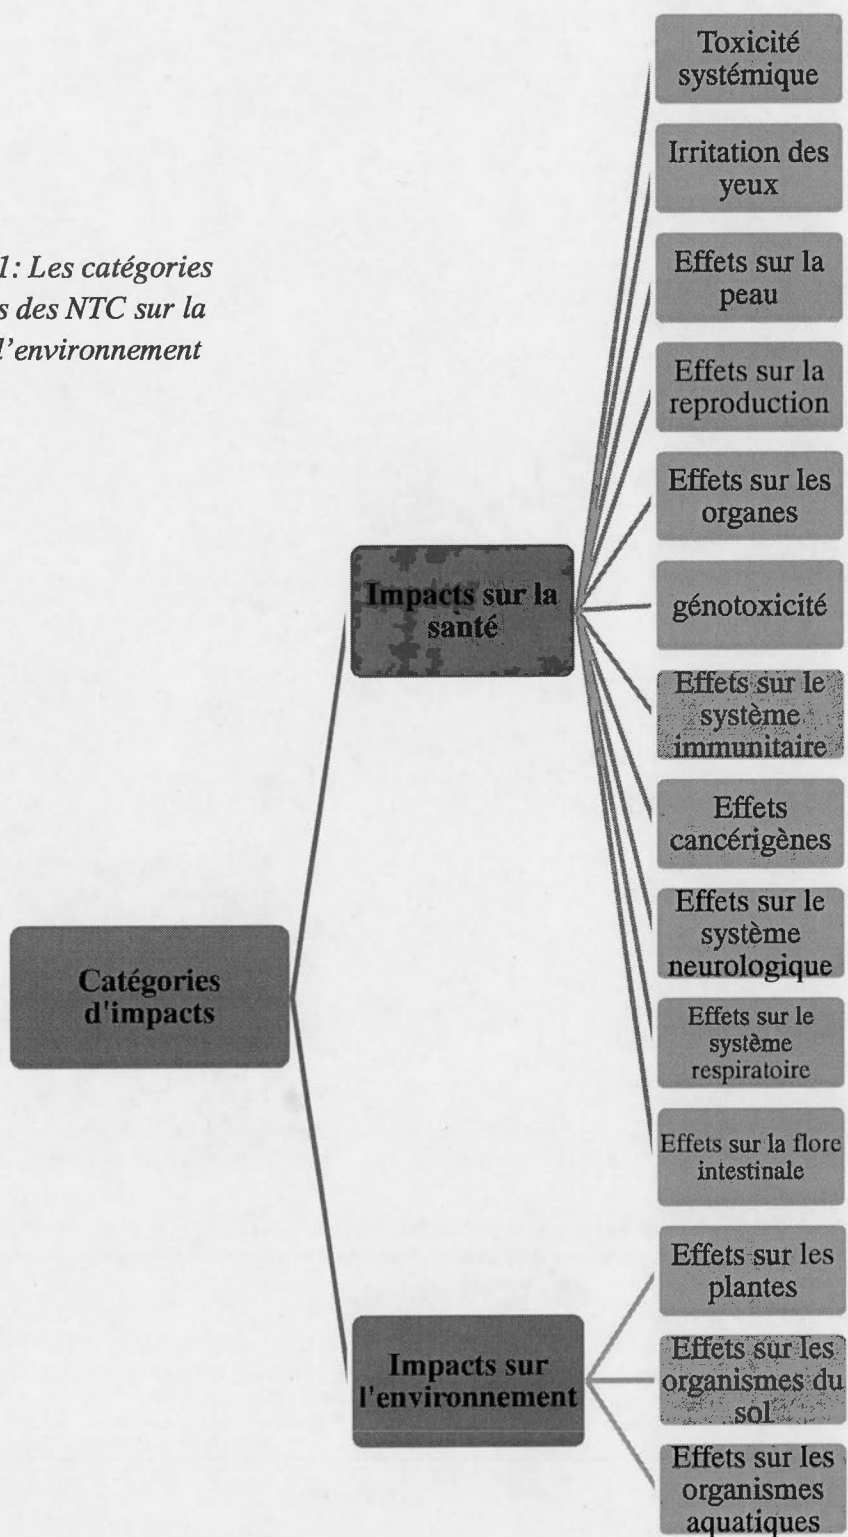 1: Les catégories
s des NTC sur la
l'environnement
Toxicité
systémique
Irritation des
yeux
Effets sur la
peau
Effets sur la
reproduction
Effets sur les
organes
Impacts sur la
santé
génotoxicité
Effets sur le
système
immunitaire
Effets
cancérigènes
Effets sur le
système
neurologique
Catégories
d'impacts
Effets sur le
système
respiratoire
Effets sur la flore
intestinale
Effets sur les
plantes
Impacts sur
l'environnement
Effets sur les
organismes du
sol
Effets sur les
organismes
aquatiques